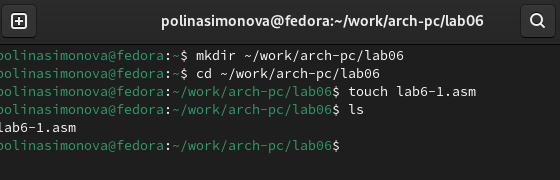 polinasimonova@fedora:~/work/arch-pc/lab06
polinasimonova@fedora:~$ mkdir ~/work/arch-pc/lab06
polinasimonova@fedora:~$ cd ~/work/arch-pc/lab06
polinasimonova@fedora:~/work/arch-pc/lab06$ touch lab6-1.asm
polinasimonova@fedora:~/work/arch-pc/lab06$ ls
lab6-1.asm
polinasimonova@fedora:~/work/arch-pc/lab06$